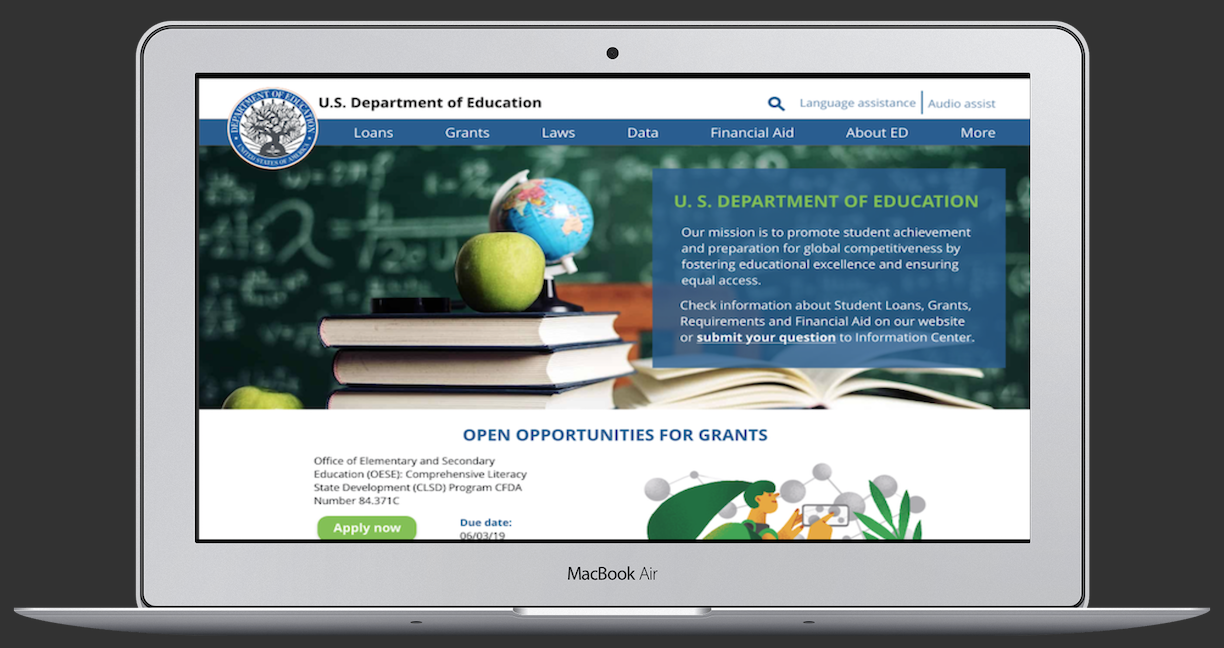 U.S. Department of Education
Language assistance
Audio assist
DEPARTMENT OF EDUCATION
UNITED STATES OF AMERICA
Loans Grants Laws Data Financial Aid About ED More
U. S. DEPARTMENT OF EDUCATION
Our mission is to promote student achievement
and preparation for global competitiveness by
fostering educational excellence and ensuring
equal access.
Check information about Student Loans, Grants,
Requirements and Financial Aid on our website
or submit your question to Information Center.
OPEN OPPORTUNITIES FOR GRANTS
Office of Elementary and Secondary
Education (OESE): Comprehensive Literacy
State Development (CLSD) Program CFDA
Number 84.371C
Apply now
Due date:
06/03/19
MacBook Air